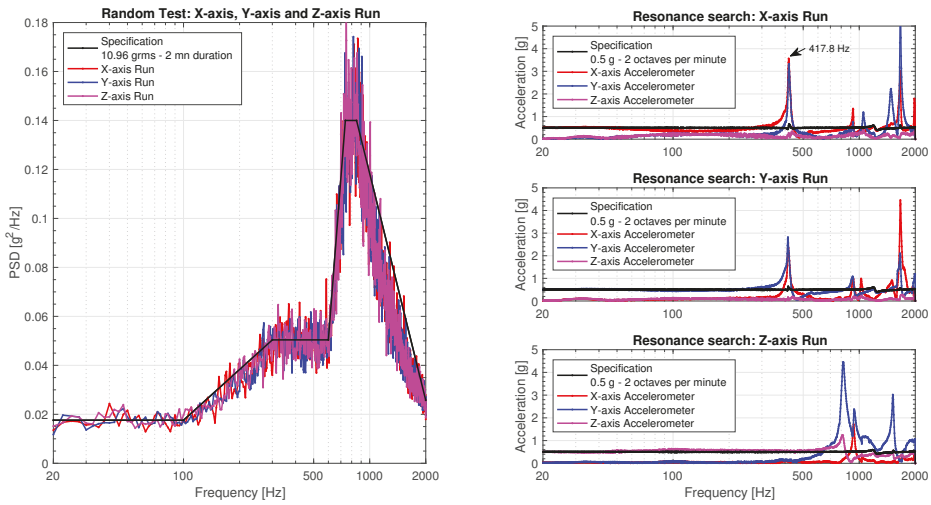 Random Test: X-axis, Y-axis and Z-axis Run
PSD [g²/Hz]
0.18
0.16
0.14
0.12
0.1
0.08
0.06
0.04
0.02
0
Specification
10.96 grms - 2 mn duration
X-axis Run
Y-axis Run
Z-axis Run
20 100 500 1000 2000
Frequency [Hz]
Resonance search: X-axis Run
Acceleration [g]
5
4
3
2
1
0
Specification
0.5 g - 2 octaves per minute
X-axis Accelerometer
Y-axis Accelerometer
Z-axis Accelerometer
417.8 Hz
20 100 500 1000 2000
Resonance search: Y-axis Run
Acceleration [g]
5
4
3
2
1
0
Specification
0.5 g - 2 octaves per minute
X-axis Accelerometer
Y-axis Accelerometer
Z-axis Accelerometer
20 100 500 1000 2000
Resonance search: Z-axis Run
Acceleration [g]
5
4
3
2
1
0
Specification
0.5 g - 2 octaves per minute
X-axis Accelerometer
Y-axis Accelerometer
Z-axis Accelerometer
20 100 500 1000 2000
Frequency [Hz]